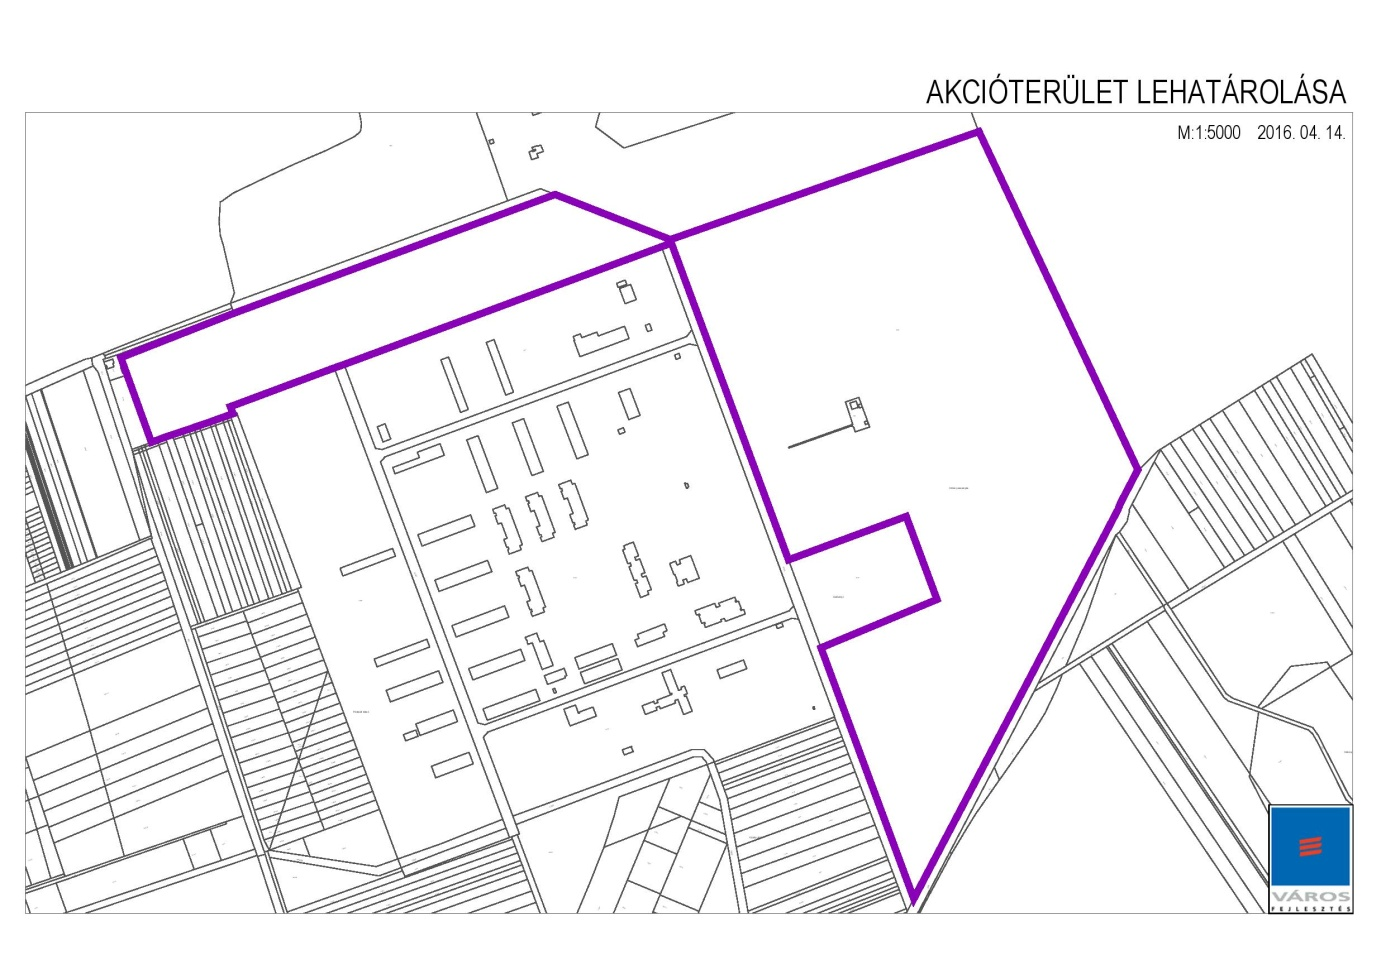 AKCIÓTERÜLET LEHATÁROLÁSA
M:1:5000 2016. 04. 14.
VÁROS
FEJLESZTÉS